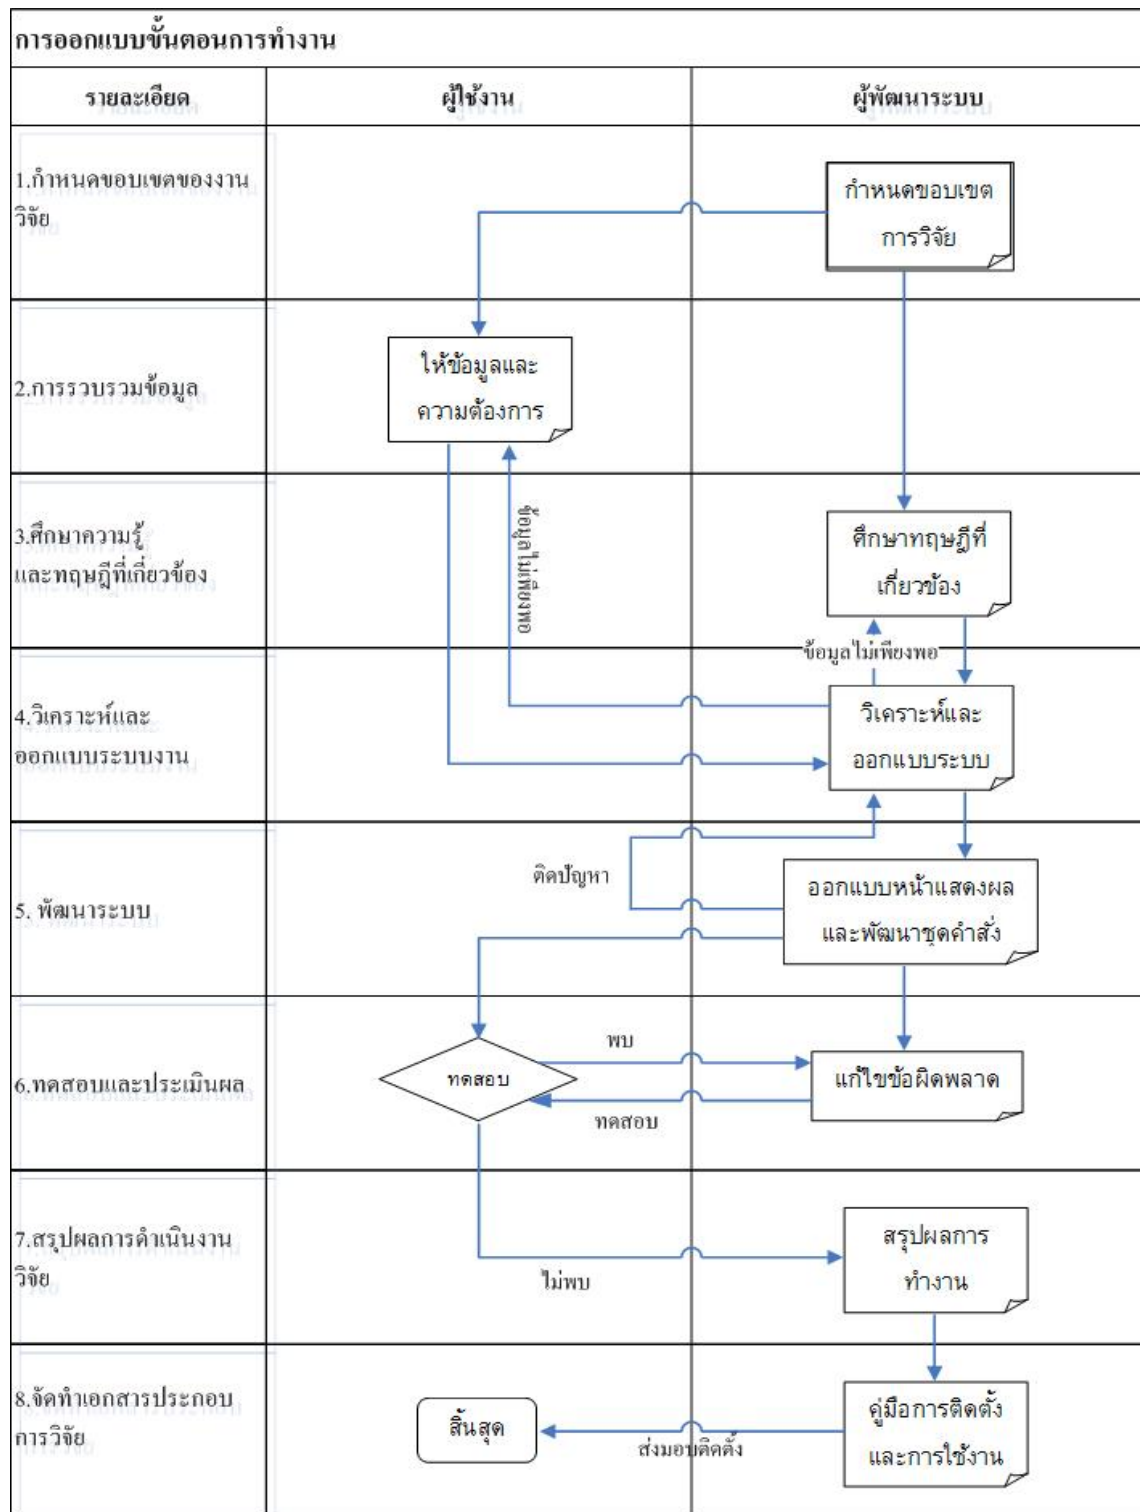 การออกแบบขั้นตอนการทำงาน
รายละเอียด
ผู้ใช้งาน
ผู้พัฒนาระบบ
1.กำหนดขอบเขตของงาน
วิจัย
กำหนดขอบเขต
การวิจัย
2.การรวบรวมข้อมูล
ให้ข้อมูลและ
ความต้องการ
3.ศึกษาความรู้
และทฤษฎีที่เกี่ยวข้อง
ข้อมูลไม่เพียงพอ
ศึกษาทฤษฎีที่
เกี่ยวข้อง
ข้อมูลไม่เพียงพอ
4.วิเคราะห์และ
ออกแบบระบบงาน
วิเคราะห์และ
ออกแบบระบบ
5. พัฒนาระบบ
ติดปัญหา
ออกแบบหน้าแสดงผล
และพัฒนาชุดคำสั่ง
6.ทดสอบและประเมินผล
ทดสอบ
พบ
ทดสอบ
แก้ไขข้อผิดพลาด
7.สรุปผลการดำเนินงาน
วิจัย
ไม่พบ
สรุปผลการ
ทำงาน
8.จัดทำเอกสารประกอบ
การวิจัย
สิ้นสุด
ส่งมอบติดตั้ง
คู่มือการติดตั้ง
และการใช้งาน